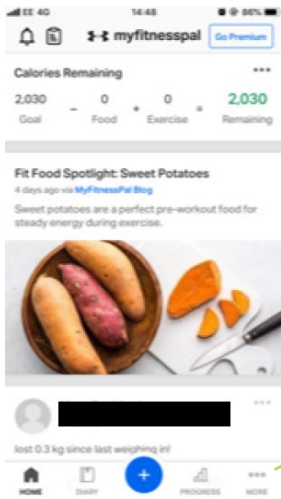 EE 4G 14:48 86%
myfitnesspal Go Premium
Calories Remaining •••
2,030 - 0 + 0 = 2,030
Goal Food Exercise Remaining
Fit Food Spotlight: Sweet Potatoes
4 days ago via MyFitnessPal Blog
Sweet potatoes are a perfect pre-workout food for
steady energy during exercise.
lost 0.3 kg since last weighing in!
HOME DIARY + PROGRESS MORE